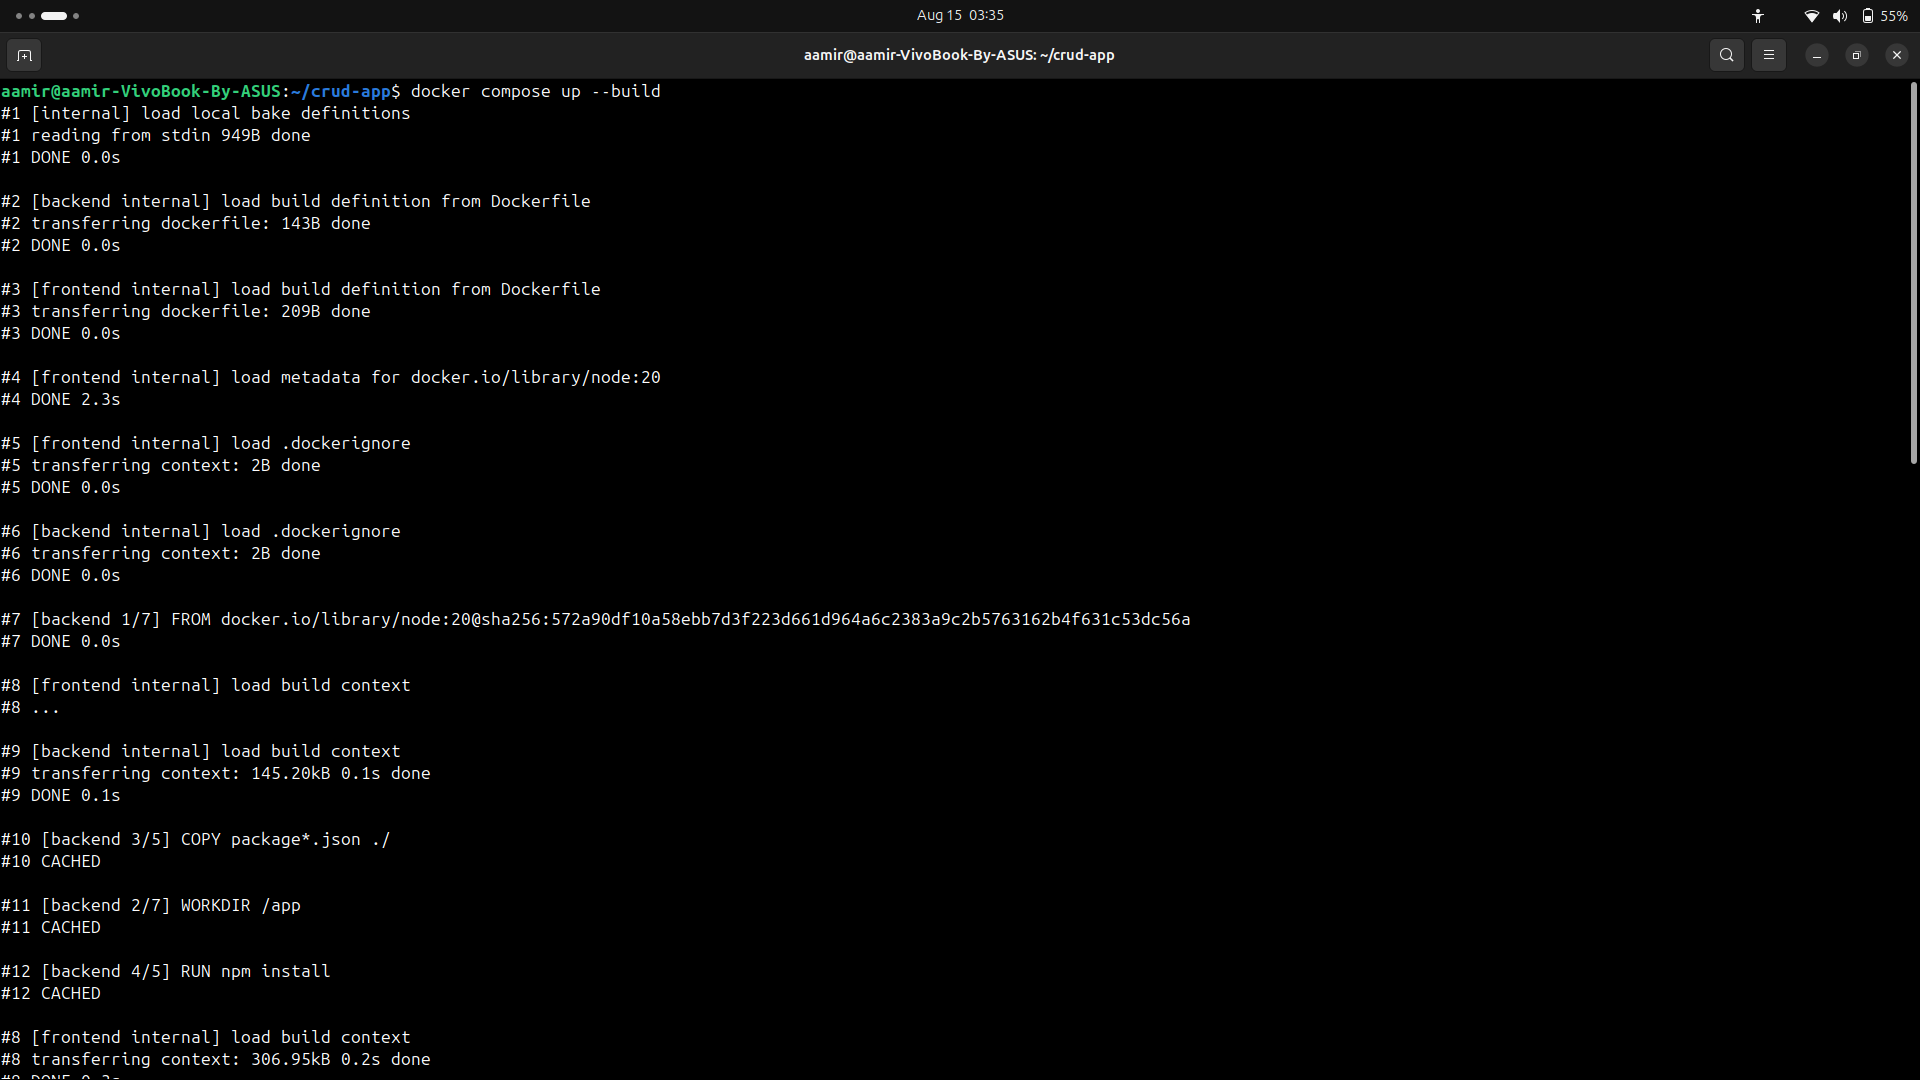 Aug 15 03:35
55%
aamir@aamir-VivoBook-By-ASUS: ~/crud-app
aamir@aamir-VivoBook-By-ASUS:~/crud-app$ docker compose up --build
#1 [internal] load local bake definitions
#1 reading from stdin 949B done
#1 DONE 0.0s
#2 [backend internal] load build definition from Dockerfile
#2 transferring dockerfile: 143B done
#2 DONE 0.0s
#3 [frontend internal] load build definition from Dockerfile
#3 transferring dockerfile: 209B done
#3 DONE 0.0s
#4 [frontend internal] load metadata for docker.io/library/node:20
#4 DONE 2.3s
#5 [frontend internal] load .dockerignore
#5 transferring context: 2B done
#5 DONE 0.0s
#6 [backend internal] load .dockerignore
#6 transferring context: 2B done
#6 DONE 0.0s
#7 [backend 1/7] FROM docker.io/library/node:20@sha256:572a90df10a58ebb7d3f223d661d964a6c2383a9c2b5763162b4f631c53dc56a
#7 DONE 0.0s
#8 [frontend internal] load build context
#8 ...
#9 [backend internal] load build context
#9 transferring context: 145.20kB 0.1s done
#9 DONE 0.1s
#10 [backend 3/5] COPY package*.json ./
#10 CACHED
#11 [backend 2/7] WORKDIR /app
#11 CACHED
#12 [backend 4/5] RUN npm install
#12 CACHED
#8 [frontend internal] load build context
#8 transferring context: 306.95kB 0.2s done